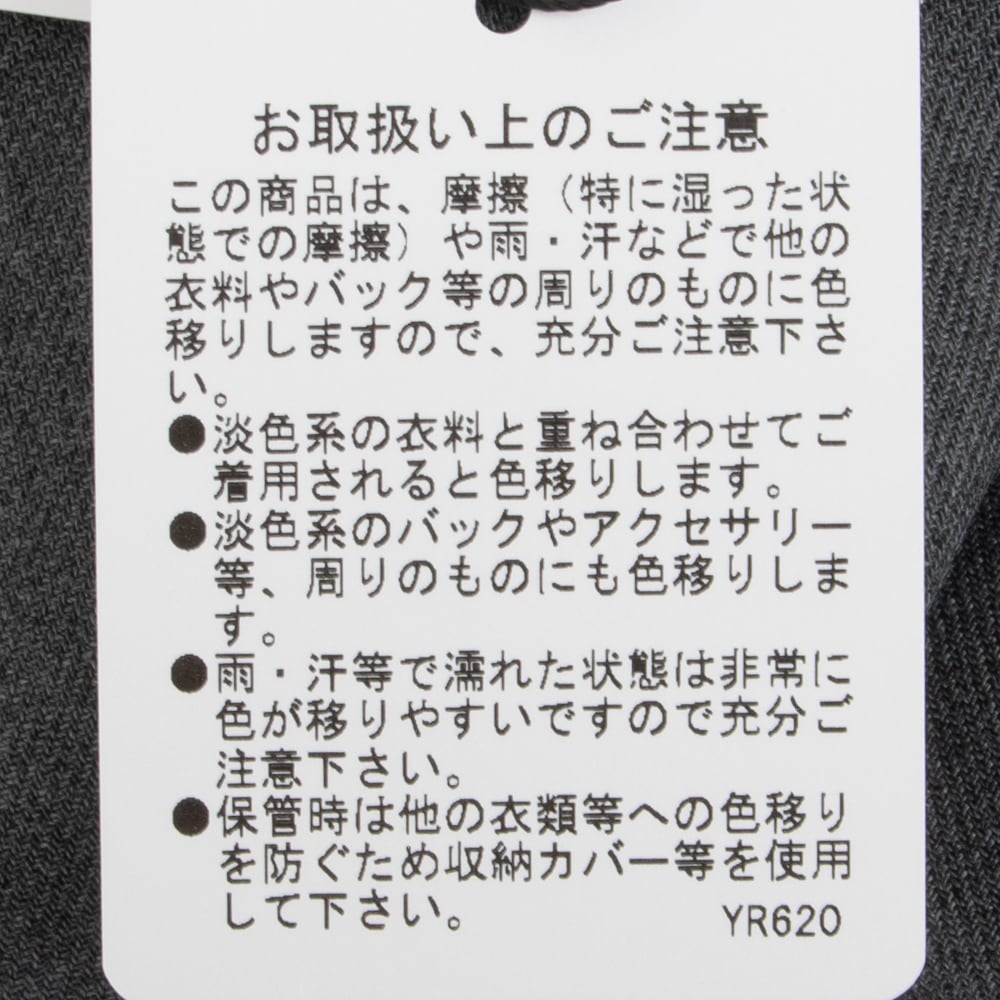 お取扱い上のご注意
この商品は、摩擦（特に湿った状
態での摩擦）や雨・汗などで他の
衣料やバック等の周りのものに色
移りしますので、充分ご注意下さ
い。
●淡色系の衣料と重ね合わせてご
着用されると色移りします。
●淡色系のバックやアクセサリー
等、周りのものにも色移りしま
す。
●雨・汗等で濡れた状態は非常に
色が移りやすいですので充分ご
注意下さい。
●保管時は他の衣類等への色移り
を防ぐため収納カバー等を使用
して下さい。
YR620